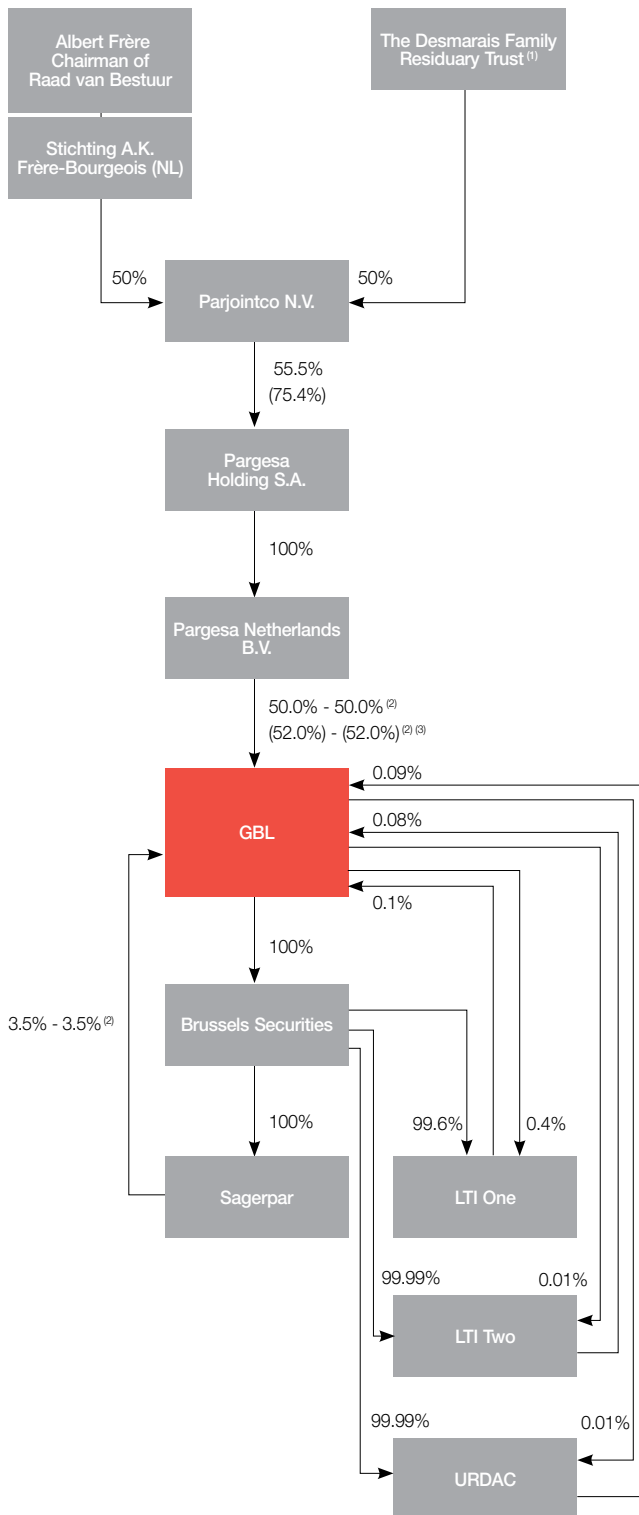 Albert Frère
Chairman of
Raad van Bestuur
The Desmarais Family
Residuary Trust (1)
Stichting A.K.
Frère-Bourgeois (NL)
50%
50%
Parjointco N.V.
55.5%
(75.4%)
Pargesa
Holding S.A.
100%
Pargesa Netherlands
B.V.
50.0% - 50.0% (2)
(52.0%) - (52.0%) (2) (3)
0.09%
GBL
0.08%
0.1%
100%
3.5% - 3.5% (2)
Brussels Securities
100%
99.6%
0.4%
Sagerpar
LTI One
99.99%
0.01%
LTI Two
99.99%
0.01%
URDAC